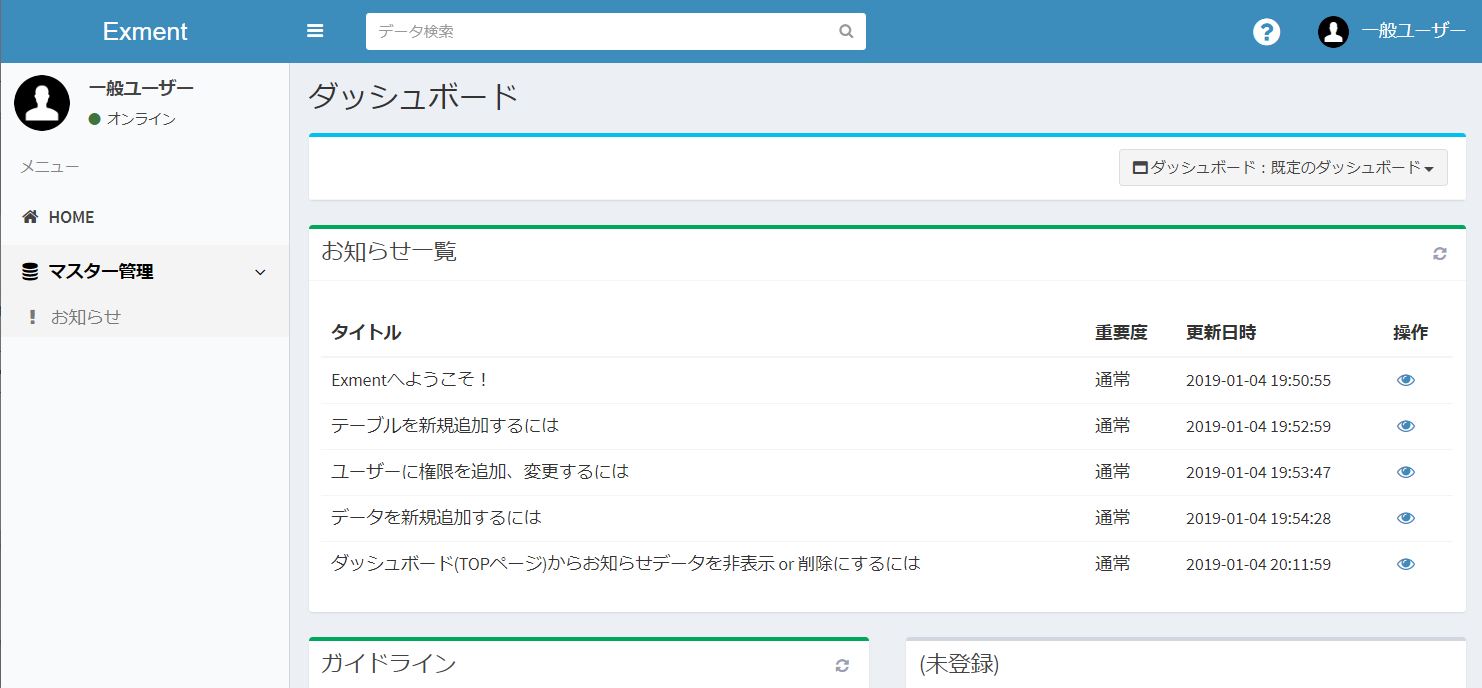 Exment
データ検索
?
一般ユーザー
一般ユーザー
オンライン
メニュー
HOME
マスター管理
お知らせ
ダッシュボード
ダッシュボード：既定のダッシュボード
お知らせ一覧
タイトル 重要度 更新日時 操作
Exmentへようこそ！ 通常 2019-01-04 19:50:55
テーブルを新規追加するには 通常 2019-01-04 19:52:59
ユーザーに権限を追加、変更するには 通常 2019-01-04 19:53:47
データを新規追加するには 通常 2019-01-04 19:54:28
ダッシュボード(TOPページ)からお知らせデータを非表示 or 削除にするには 通常 2019-01-04 20:11:59
ガイドライン
(未登録)